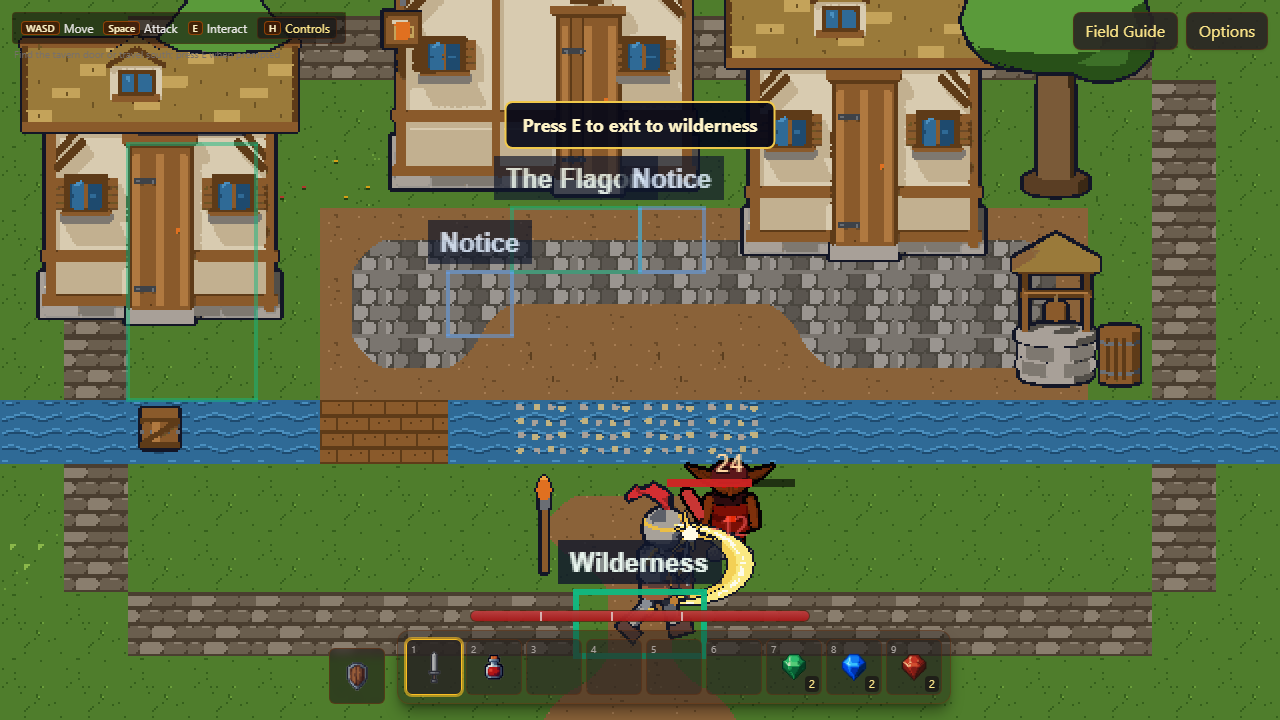 WASD Move Space Attack E Interact H Controls
Field Guide
Options
Press E to exit to wilderness
The Flago
Notice
Notice
24
12
Wilderness
1 2 3 4 5 6 7 8 9
2 2 2